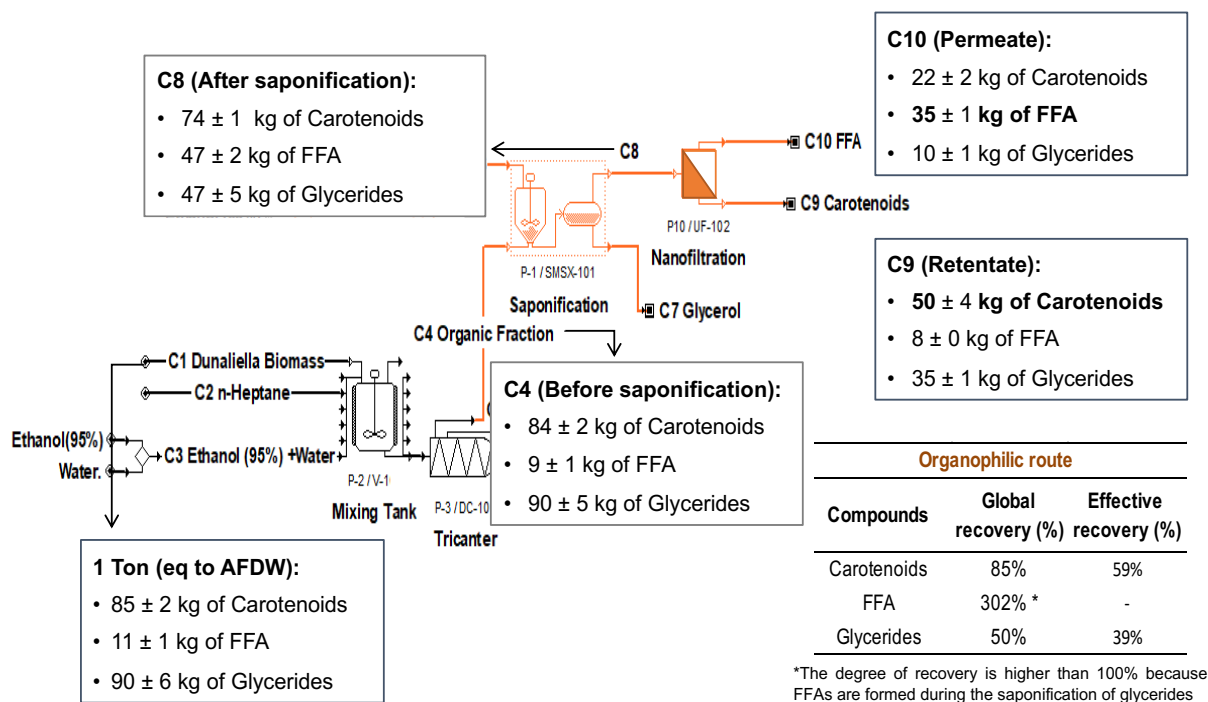 C8 (After saponification):
• 74 ± 1 kg of Carotenoids
• 47 ± 2 kg of FFA
• 47 ± 5 kg of Glycerides
C10 (Permeate):
• 22 ± 2 kg of Carotenoids
• 35 ± 1 kg of FFA
• 10 ± 1 kg of Glycerides
C8
C10 FFA
C9 Carotenoids
P10 / UF-102
Nanofiltration
P-1 / SMSX-101
Saponification
C7 Glycerol
C9 (Retentate):
• 50 ± 4 kg of Carotenoids
• 8 ± 0 kg of FFA
• 35 ± 1 kg of Glycerides
C4 Organic Fraction
C1 Dunaliella Biomass
C2 n-Heptane
Ethanol(95%)
Water.
C3 Ethanol (95%) +Water
P-2 / V-1
Mixing Tank
P-3 / DC-10
Tricanter
C4 (Before saponification):
• 84 ± 2 kg of Carotenoids
• 9 ± 1 kg of FFA
• 90 ± 5 kg of Glycerides
1 Ton (eq to AFDW):
• 85 ± 2 kg of Carotenoids
• 11 ± 1 kg of FFA
• 90 ± 6 kg of Glycerides
Organophilic route
Compounds Global recovery (%) Effective recovery (%)
Carotenoids 85% 59%
FFA 302% * -
Glycerides 50% 39%
*The degree of recovery is higher than 100% because
FFAs are formed during the saponification of glycerides